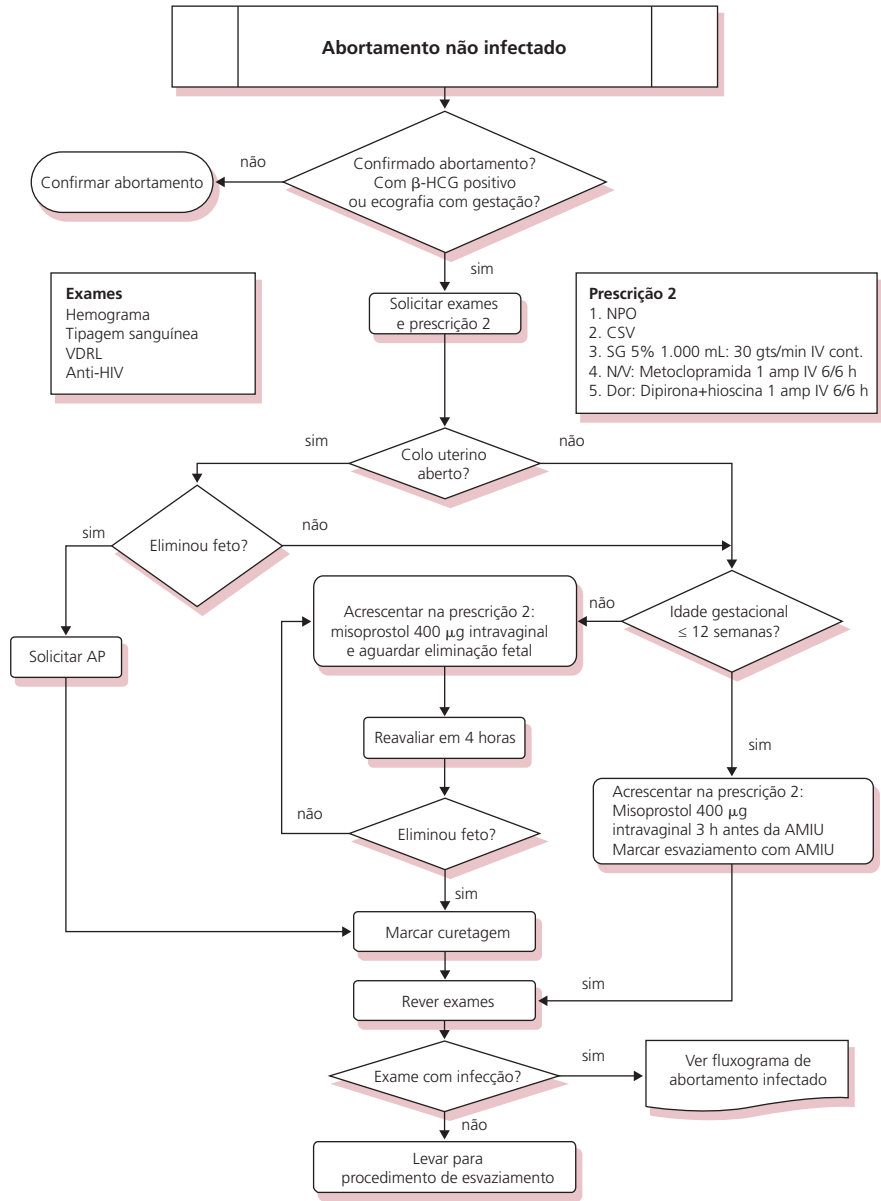 Abortamento não infectado
Confirmado abortamento?
Com β-HCG positivo
ou ecografia com gestação?
não
Confirmar abortamento
sim
Exames
Hemograma
Tipagem sanguínea
VDRL
Anti-HIV
Solicitar exames
e prescrição 2
Prescrição 2
1. NPO
2. CSV
3. SG 5% 1.000 mL: 30 gts/min IV cont.
4. N/V: Metoclopramida 1 amp IV 6/6 h
5. Dor: Dipirona+hioscina 1 amp IV 6/6 h
sim
Colo uterino
aberto?
não
sim
Eliminou feto?
não
Solicitar AP
Acrescentar na prescrição 2:
misoprostol 400 μg intravaginal
e aguardar eliminação fetal
não
Idade gestacional
≤ 12 semanas?
Reavaliar em 4 horas
sim
não
Eliminou feto?
Acrescentar na prescrição 2:
Misoprostol 400 μg
intravaginal 3 h antes da AMIU
Marcar esvaziamento com AMIU
sim
Marcar curetagem
Rever exames
sim
Exame com infecção?
sim
Ver fluxograma de
abortamento infectado
não
Levar para
procedimento de esvaziamento